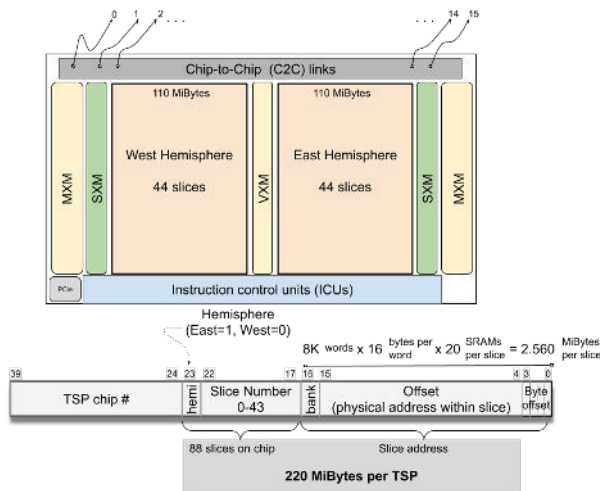 0 1 2 . . . . . . 14 15
Chip-to-Chip (C2C) links
110 MiBytes 110 MiBytes
MXM SXM West Hemisphere VXM East Hemisphere SXM MXM
44 slices 44 slices
PCIe Instruction control units (ICUs)
Hemisphere
(East=1, West=0)
8K words x 16 bytes per word x 20 SRAMs per slice = 2.560 MiBytes per slice
39 24 23 22 17 16 15 4 3 0
TSP chip # hemi Slice Number bank Offset Byte
0-43 (physical address within slice) offset
88 slices on chip Slice address
220 MiBytes per TSP